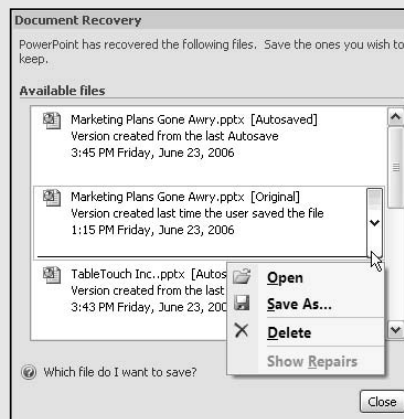 Document Recovery
PowerPoint has recovered the following files. Save the ones you wish to
keep.
Available files
Marketing Plans Gone Awry.pptx [Autosaved]
Version created from the last Autosave
3:45 PM Friday, June 23, 2006
Marketing Plans Gone Awry.pptx [Original]
Version created last time the user saved the file
1:15 PM Friday, June 23, 2006
TableTouch Inc..pptx [Autos
Version created from the last
3:43 PM Friday, June 23, 200
Open
Save As...
Delete
Show Repairs
Which file do I want to save?
Close